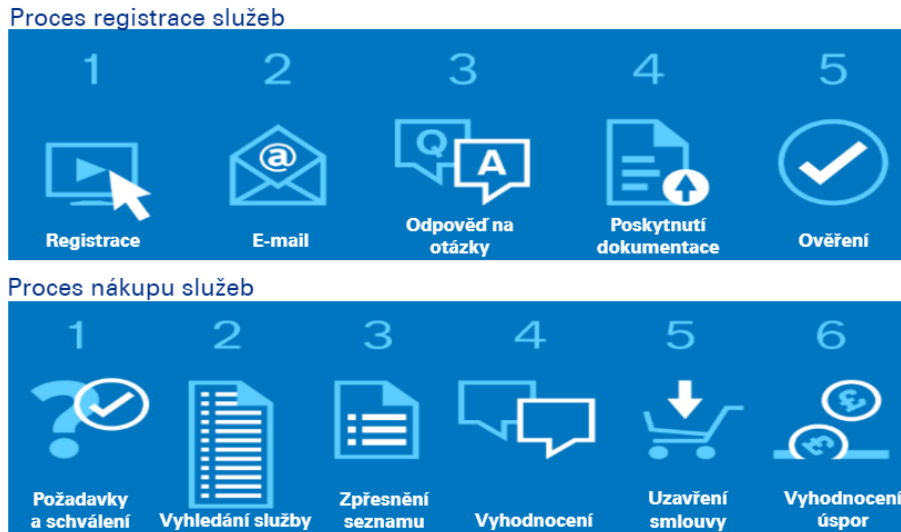 Proces registrace služeb
1 2 3 4 5
@
Q A
Registrace E-mail Odpověď na otázky Poskytnutí dokumentace Ověření
Proces nákupu služeb
1 2 3 4 5 6
?
£
£
Požadavky a schválení Vyhledání služby Zpřesnění seznamu Vyhodnocení Uzavření smlouvy Vyhodnocení úspor